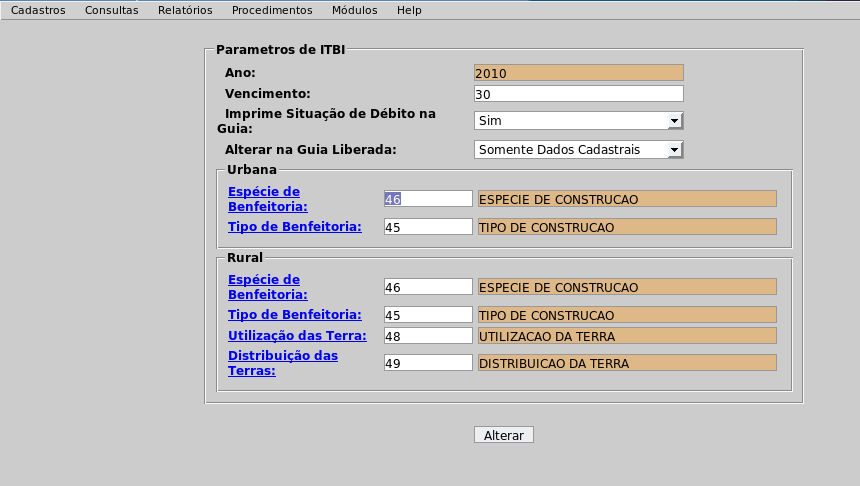 Cadastros Consultas Relatórios Procedimentos Módulos Help
Parametros de ITBI
Ano: 2010
Vencimento: 30
Imprime Situação de Débito na
Guia: Sim
Alterar na Guia Liberada: Somente Dados Cadastrais
Urbana
Espécie de
Benfeitoria: 46 ESPECIE DE CONSTRUCAO
Tipo de Benfeitoria: 45 TIPO DE CONSTRUCAO
Rural
Espécie de
Benfeitoria: 46 ESPECIE DE CONSTRUCAO
Tipo de Benfeitoria: 45 TIPO DE CONSTRUCAO
Utilização das Terra: 48 UTILIZACAO DA TERRA
Distribuição das
Terras: 49 DISTRIBUICAO DA TERRA
Alterar